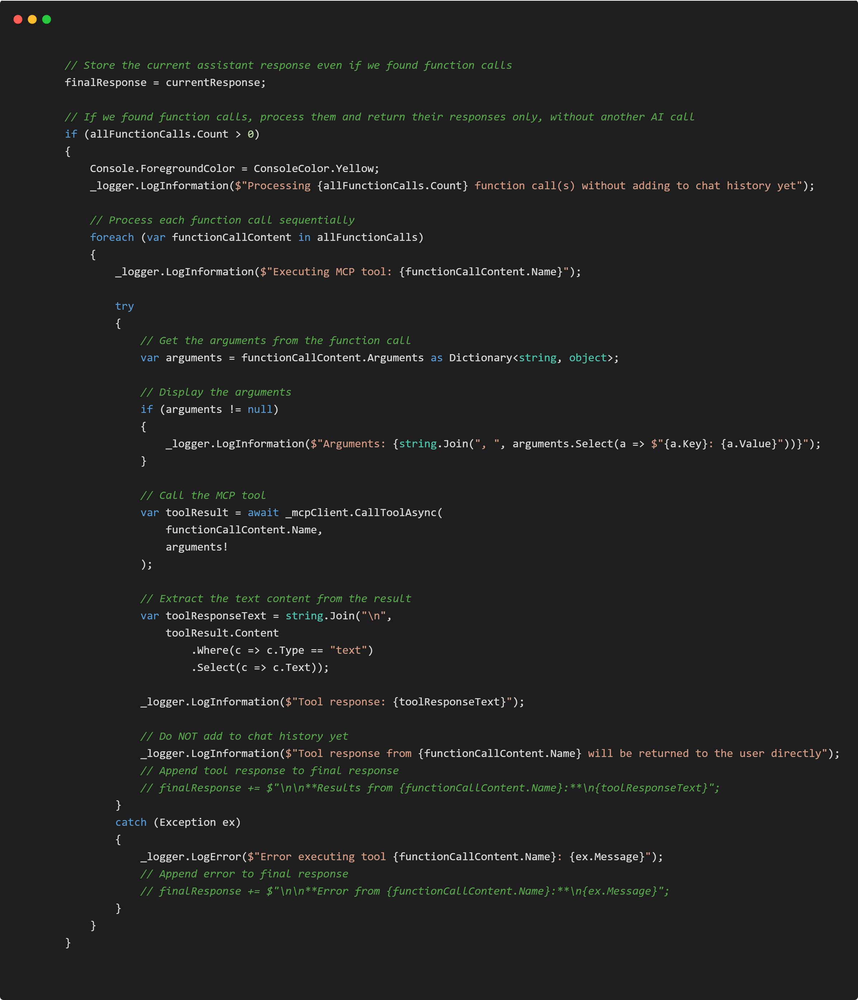 // Store the current assistant response even if we found function calls
finalResponse = currentResponse;
// If we found function calls, process them and return their responses only, without another AI call
if (allFunctionCalls.Count > 0)
{
Console.ForegroundColor = ConsoleColor.Yellow;
_logger.LogInformation($"Processing {allFunctionCalls.Count} function call(s) without adding to chat history yet");
// Process each function call sequentially
foreach (var functionCallContent in allFunctionCalls)
{
_logger.LogInformation($"Executing MCP tool: {functionCallContent.Name}");
try
{
// Get the arguments from the function call
var arguments = functionCallContent.Arguments as Dictionary<string, object>;
// Display the arguments
if (arguments != null)
{
_logger.LogInformation($"Arguments: {string.Join(", ", arguments.Select(a => $"{a.Key}: {a.Value}"))}");
}
// Call the MCP tool
var toolResult = await _mcpClient.CallToolAsync(
functionCallContent.Name,
arguments!
);
// Extract the text content from the result
var toolResponseText = string.Join("\n",
toolResult.Content
.Where(c => c.Type == "text")
.Select(c => c.Text));
_logger.LogInformation($"Tool response: {toolResponseText}");
// Do NOT add to chat history yet
_logger.LogInformation($"Tool response from {functionCallContent.Name} will be returned to the user directly");
// Append tool response to final response
// finalResponse += $"\n\n**Results from {functionCallContent.Name}:**\n{toolResponseText}";
}
catch (Exception ex)
{
_logger.LogError($"Error executing tool {functionCallContent.Name}: {ex.Message}");
// Append error to final response
// finalResponse += $"\n\n**Error from {functionCallContent.Name}:**\n{ex.Message}";
}
}
}